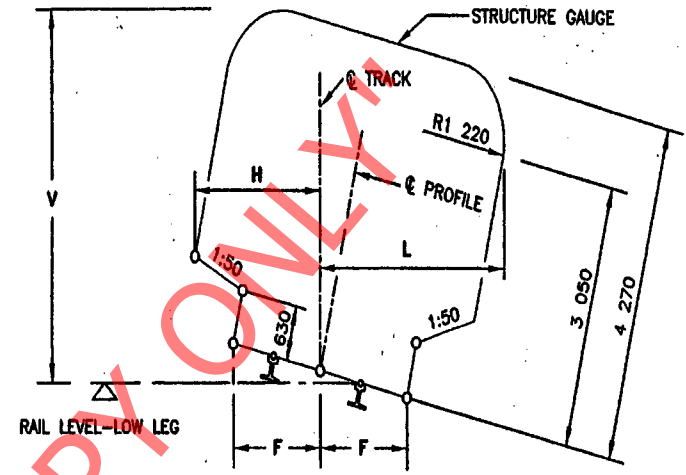 STRUCTURE GAUGE
℄ TRACK
R1 220
H
℄ PROFILE
V
L
1:50
1:50
630
3 050
4 270
RAIL LEVEL-LOW LEG
F
F
PY ONLY"